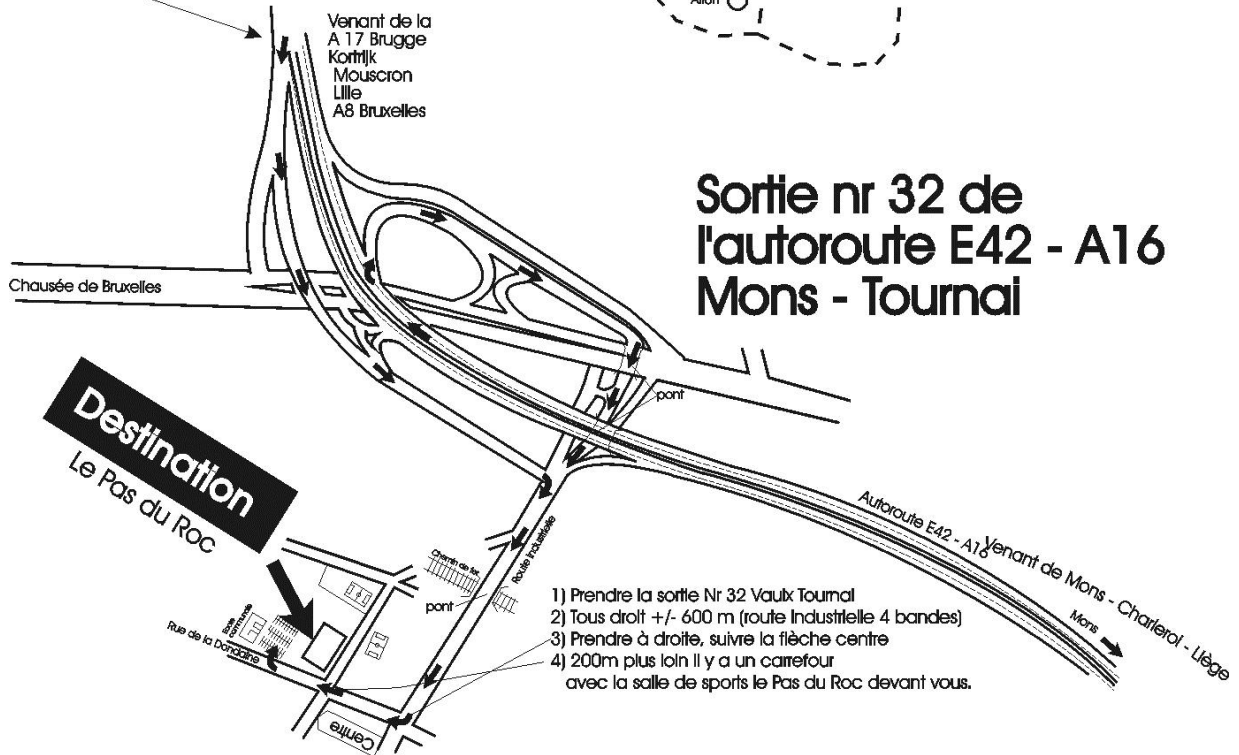 Arlon
Venant de la
A 17 Brugge
Kortrijk
Mouscron
Lille
A8 Bruxelles
Sortie nr 32 de
l'autoroute E42 - A16
Mons - Tournai
Chausée de Bruxelles
pont
Destination
Le Pas du Roc
Autoroute E42 - A16
Venant de Mons - Charleroi - Liège
Mons
Route Industrielle
Chemin de fer
pont
Ecole
communale
Rue de la Dondaine
Centre
1) Prendre la sortie Nr 32 Vaulx Tournai
2) Tous droit +/- 600 m (route Industrielle 4 bandes)
3) Prendre à droite, suivre la flèche centre
4) 200m plus loin il y a un carrefour
avec la salle de sports le Pas du Roc devant vous.